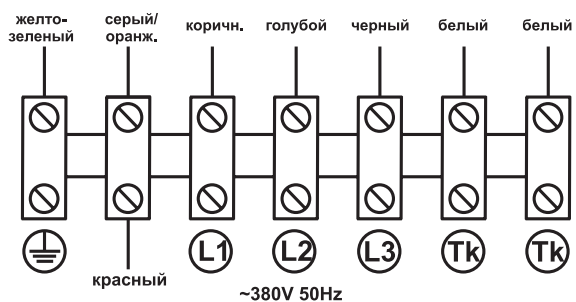 желто-
зеленый
серый/
оранж.
коричн.
голубой
черный
белый
белый
L1
L2
L3
Tk
Tk
красный
~380V 50Hz